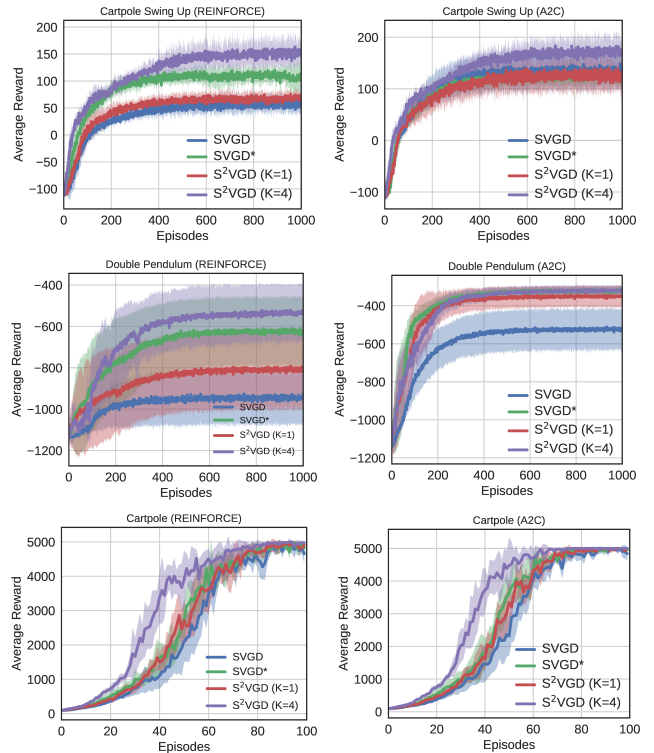 Cartpole Swing Up (REINFORCE)
200
150
100
50
0
−50
−100
Average Reward
SVGD
SVGD*
S²VGD (K=1)
S²VGD (K=4)
0 200 400 600 800 1000
Episodes
Cartpole Swing Up (A2C)
200
100
0
−100
Average Reward
SVGD
SVGD*
S²VGD (K=1)
S²VGD (K=4)
0 200 400 600 800 1000
Episodes
Double Pendulum (REINFORCE)
−400
−600
−800
−1000
−1200
Average Reward
SVGD
SVGD*
S²VGD (K=1)
S²VGD (K=4)
0 200 400 600 800 1000
Episodes
Double Pendulum (A2C)
−400
−600
−800
−1000
−1200
Average Reward
SVGD
SVGD*
S²VGD (K=1)
S²VGD (K=4)
0 200 400 600 800 1000
Episodes
Cartpole (REINFORCE)
5000
4000
3000
2000
1000
0
Average Reward
SVGD
SVGD*
S²VGD (K=1)
S²VGD (K=4)
0 20 40 60 80 100
Episodes
Cartpole (A2C)
5000
4000
3000
2000
1000
0
Average Reward
SVGD
SVGD*
S²VGD (K=1)
S²VGD (K=4)
0 20 40 60 80 100
Episodes